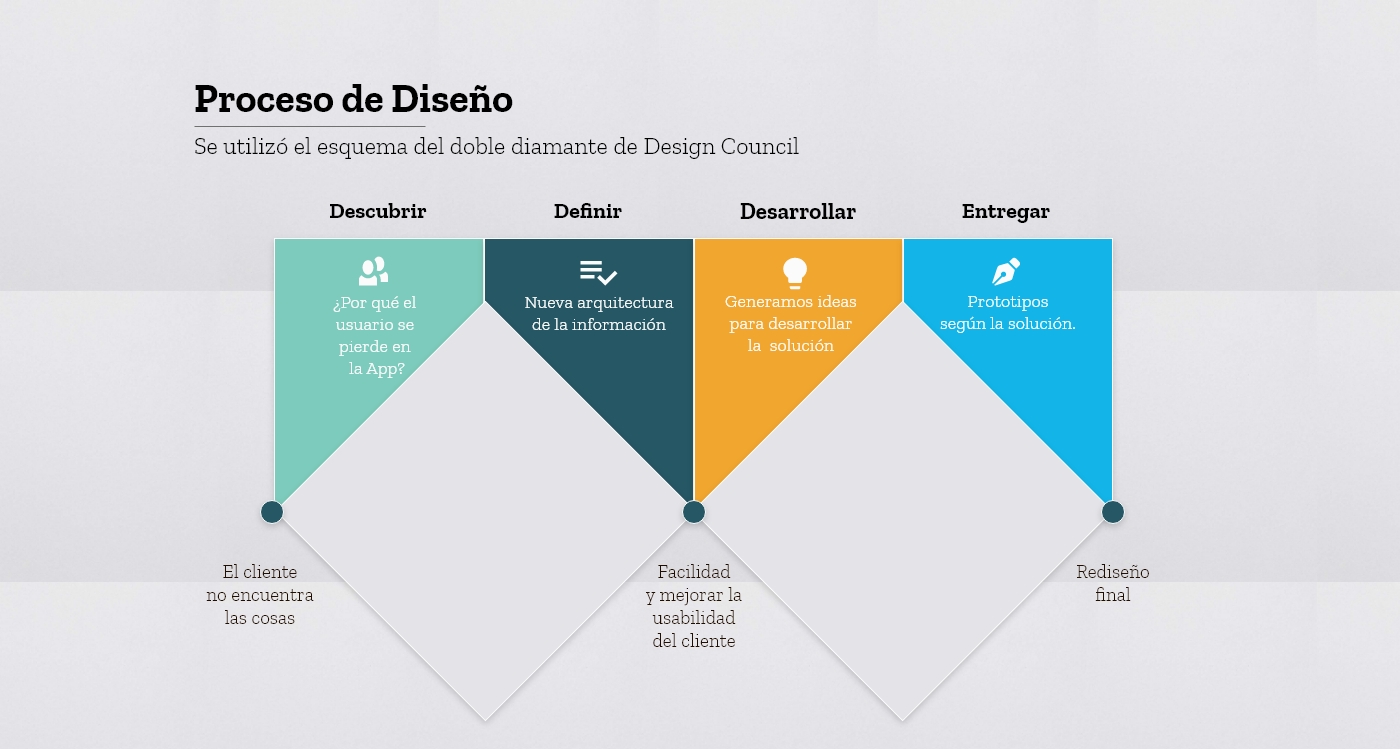 Proceso de Diseño
Se utilizó el esquema del doble diamante de Design Council
Descubrir
Definir
Desarrollar
Entregar
¿Por qué el
usuario se
pierde en
la App?
Nueva arquitectura
de la información
Generamos ideas
para desarrollar
la solución
Prototipos
según la solución.
El cliente
no encuentra
las cosas
Facilidad
y mejorar la
usabilidad
del cliente
Rediseño
final